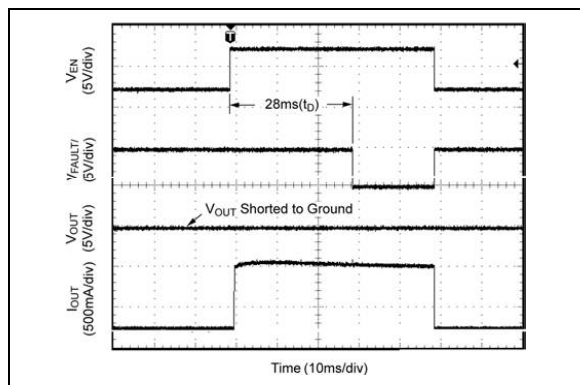 T
V_EN
(5V/div)
28ms(t_D)
V_FAULT/
(5V/div)
V_OUT Shorted to Ground
V_OUT
(5V/div)
I_OUT
(500mA/div)
Time (10ms/div)